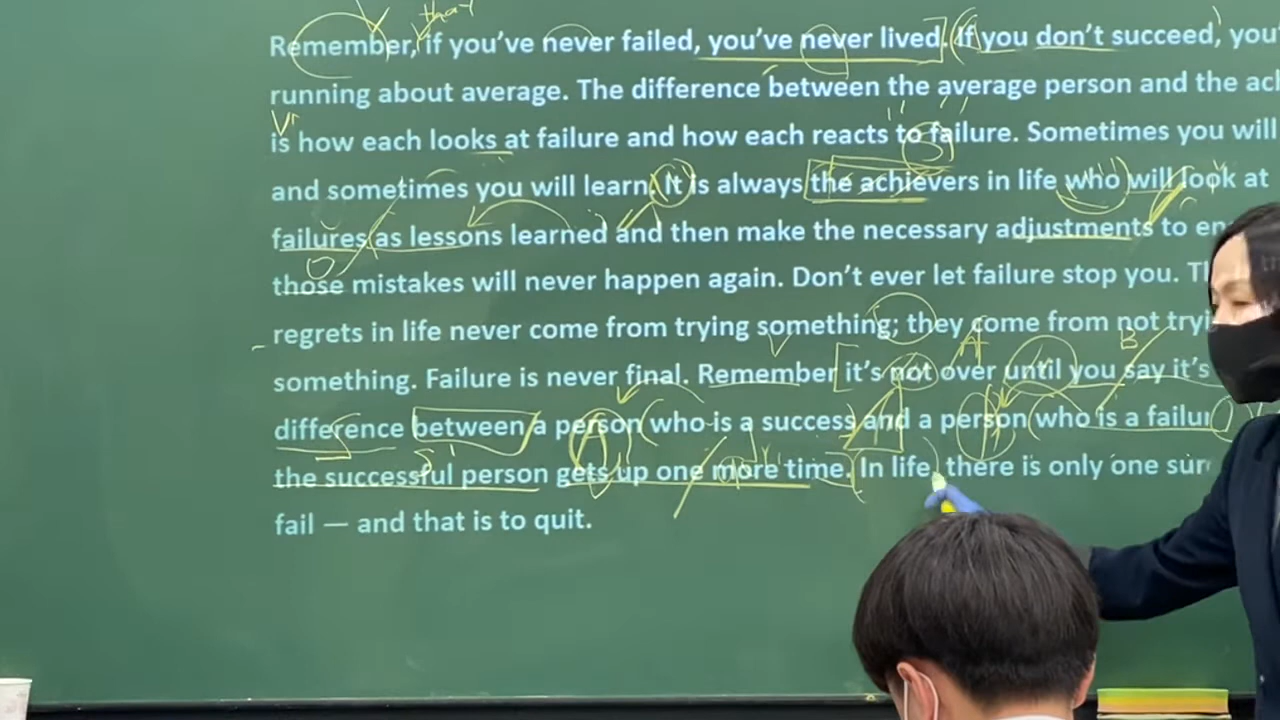 that
Remember, if you've never failed, you've never lived. If you don't succeed, you'
running about average. The difference between the average person and the
is how each looks at failure and how each reacts to failure. Sometimes you will
and sometimes you will learn. It is always the achievers in life who will look at
failures as lessons learned and then make the necessary adjustments to
those mistakes will never happen again. Don't ever let failure stop you.
regrets in life never come from trying something; they come from not
something. Failure is never final. Remember it's not over until you say it's
difference between a person who is a success and a person who is a
the successful person gets up one more time. In life, there is only one
fail — and that is to quit.